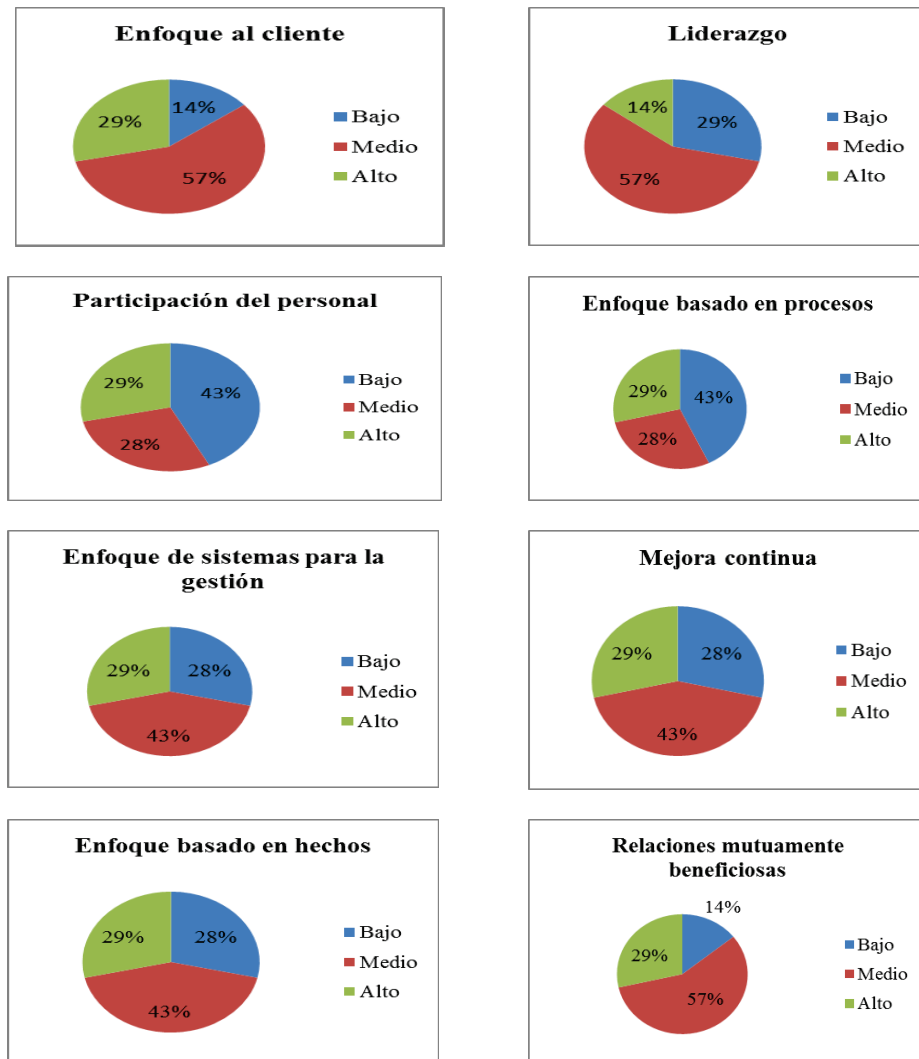 Enfoque al cliente
14%
29%
57%
Bajo
Medio
Alto
Liderazgo
14%
29%
57%
Bajo
Medio
Alto
Participación del personal
29%
43%
28%
Bajo
Medio
Alto
Enfoque basado en procesos
29%
43%
28%
Bajo
Medio
Alto
Enfoque de sistemas para la
gestión
29%
28%
43%
Bajo
Medio
Alto
Mejora continua
29%
28%
43%
Bajo
Medio
Alto
Enfoque basado en hechos
29%
28%
43%
Bajo
Medio
Alto
Relaciones mutuamente
beneficiosas
14%
29%
57%
Bajo
Medio
Alto